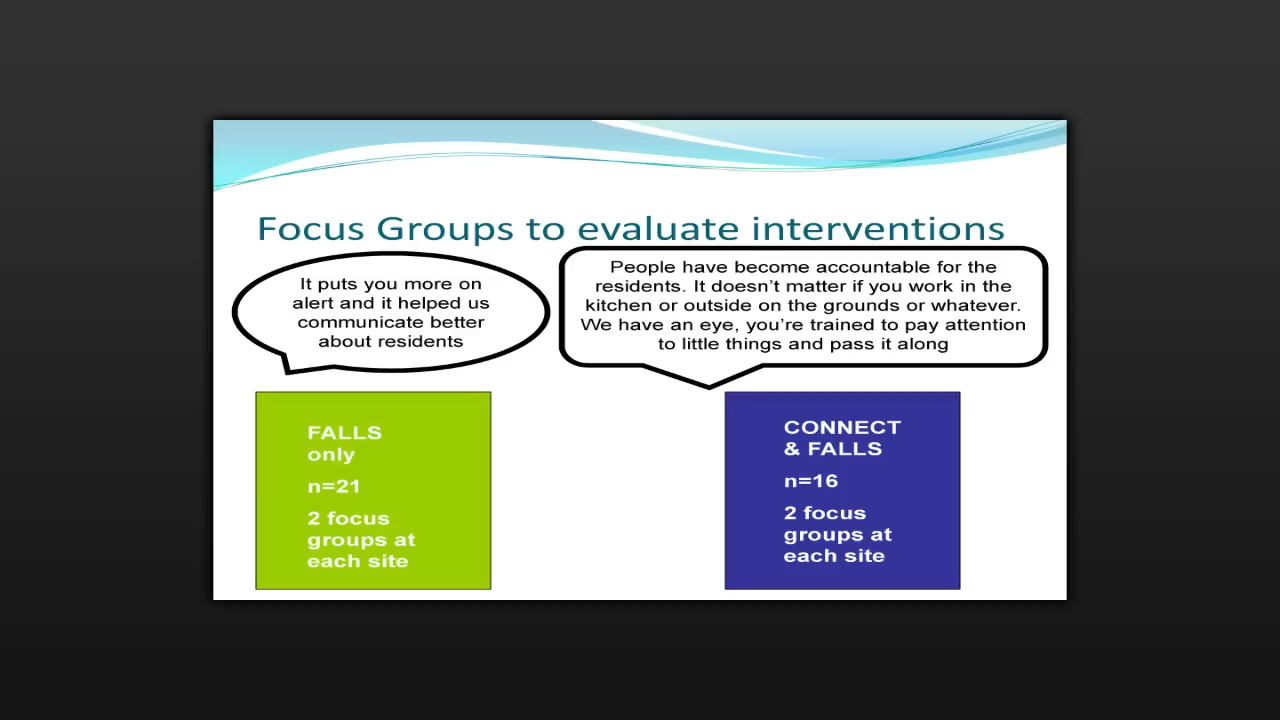 Focus Groups to evaluate interventions
It puts you more on
alert and it helped us
communicate better
about residents
People have become accountable for the
residents. It doesn’t matter if you work in the
kitchen or outside on the grounds or whatever.
We have an eye, you’re trained to pay attention
to little things and pass it along
FALLS
only
n=21
2 focus
groups at
each site
CONNECT
& FALLS
n=16
2 focus
groups at
each site